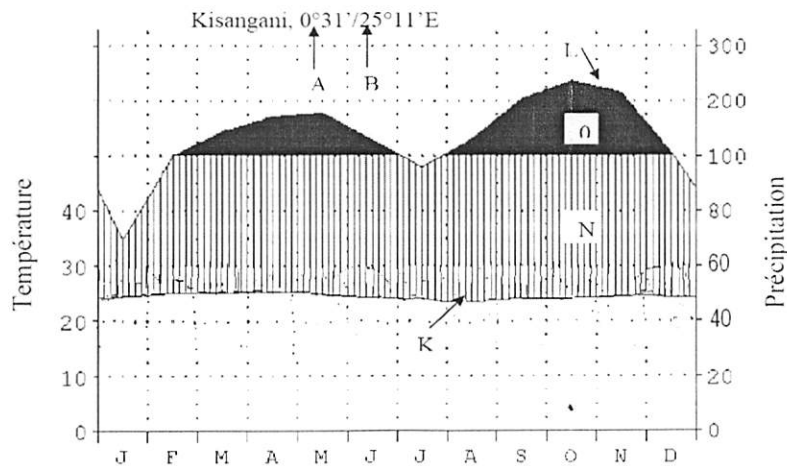 Kisangani, 0°31’/25°11’E
A B
L
300
200
0
100
40 80
N
30 60
20 40
K
10 20
0 0
Température
Précipitation
J F M A M J J A S O N D